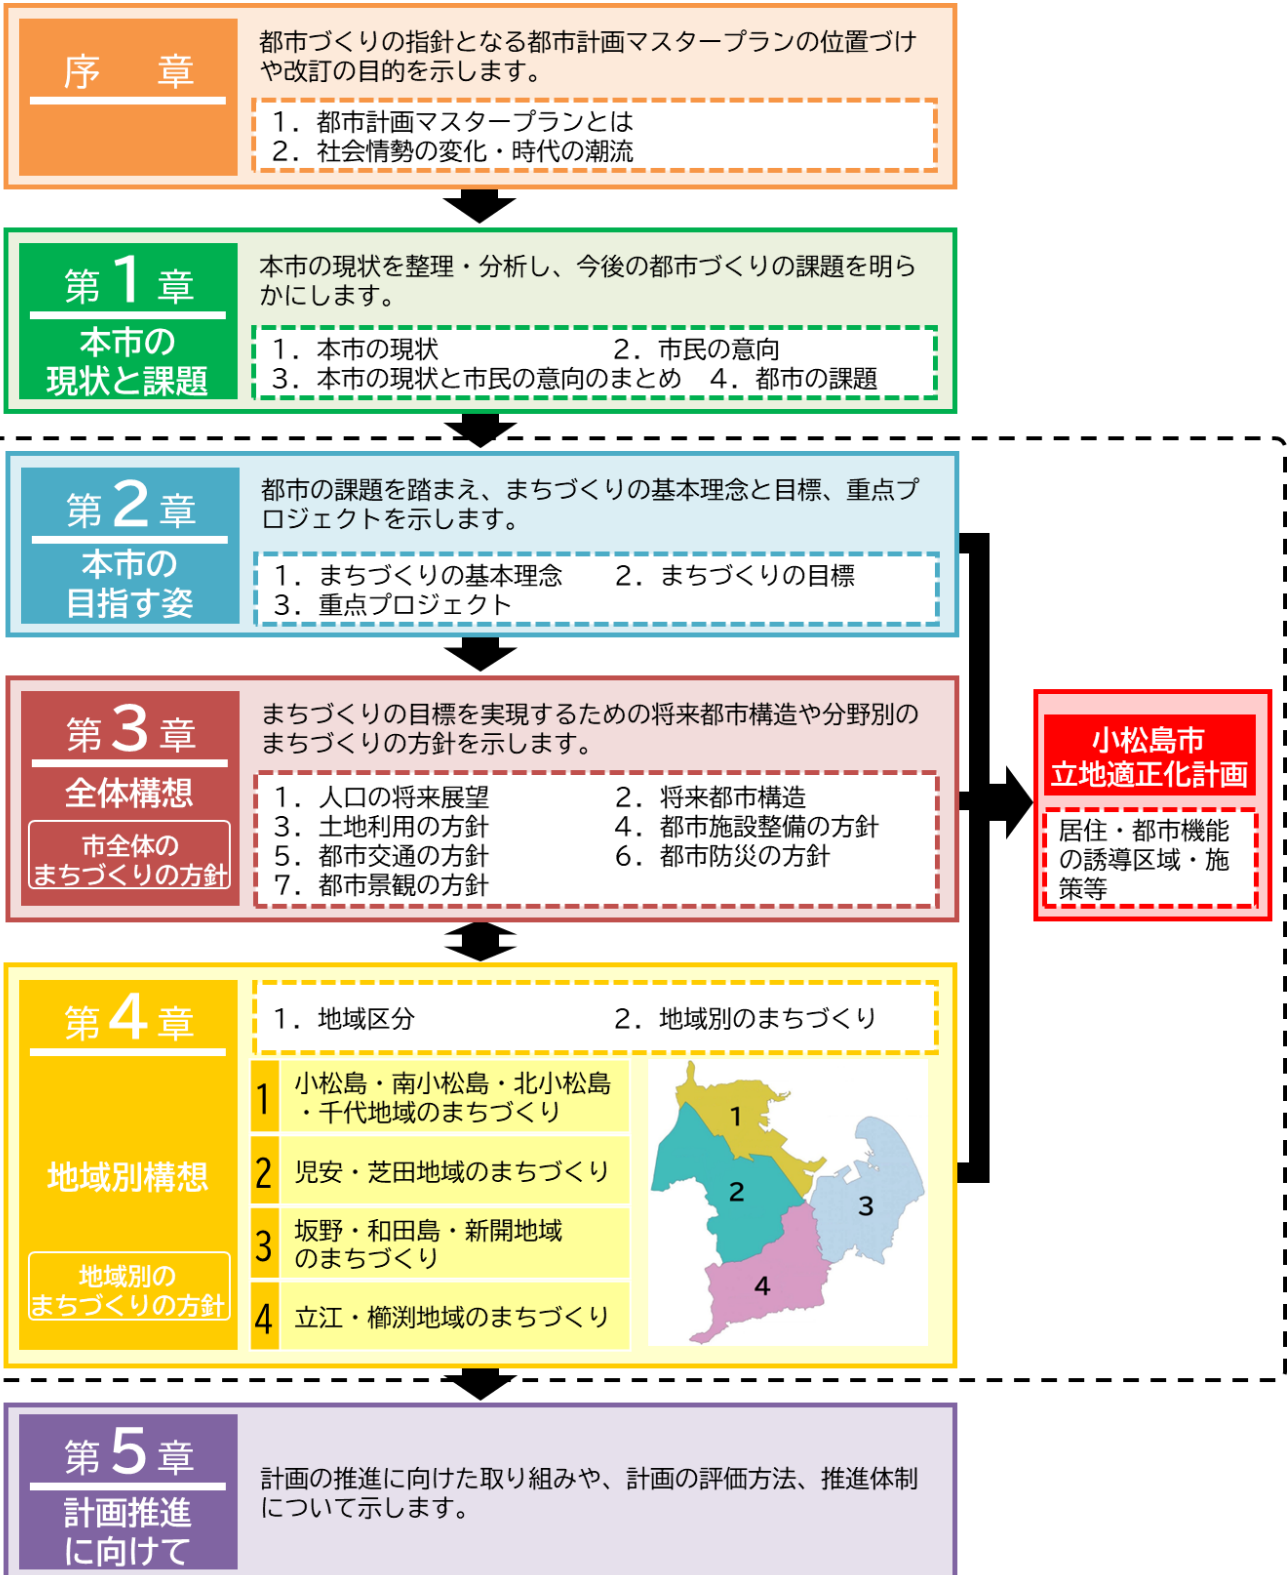 序 章
都市づくりの指針となる都市計画マスタープランの位置づけ
や改訂の目的を示します。
1．都市計画マスタープランとは
2．社会情勢の変化・時代の潮流
第1章
本市の
現状と課題
本市の現状を整理・分析し、今後の都市づくりの課題を明ら
かにします。
1．本市の現状 2．市民の意向
3．本市の現状と市民の意向のまとめ 4．都市の課題
第2章
本市の
目指す姿
都市の課題を踏まえ、まちづくりの基本理念と目標、重点プ
ロジェクトを示します。
1．まちづくりの基本理念 2．まちづくりの目標
3．重点プロジェクト
第3章
全体構想
市全体の
まちづくりの方針
まちづくりの目標を実現するための将来都市構造や分野別の
まちづくりの方針を示します。
1．人口の将来展望 2．将来都市構造
3．土地利用の方針 4．都市施設整備の方針
5．都市交通の方針 6．都市防災の方針
7．都市景観の方針
小松島市
立地適正化計画
居住・都市機能
の誘導区域・施
策等
第4章
地域別構想
地域別の
まちづくりの方針
1．地域区分 2．地域別のまちづくり
1 小松島・南小松島・北小松島
・千代地域のまちづくり
2 児安・芝田地域のまちづくり
3 坂野・和田島・新開地域
のまちづくり
4 立江・櫛渕地域のまちづくり
1
2
3
4
第5章
計画推進
に向けて
計画の推進に向けた取り組みや、計画の評価方法、推進体制
について示します。